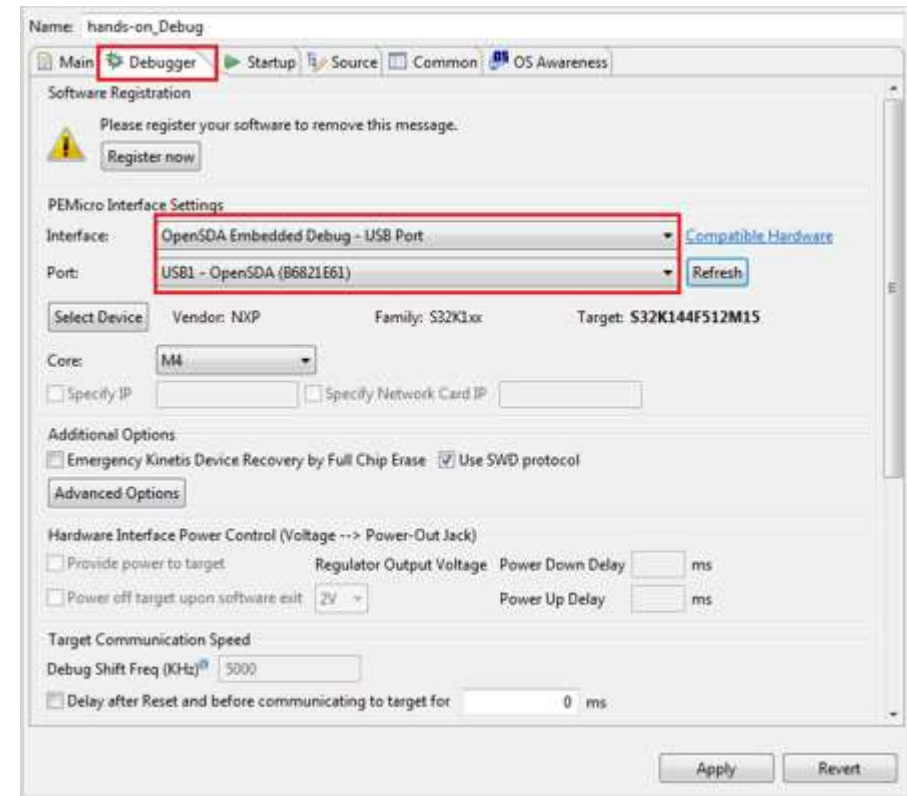 Name: hands-on_Debug
Main Debugger Startup Source Common OS Awareness
Software Registration
Please register your software to remove this message.
Register now
PEMicro Interface Settings
Interface: OpenSDA Embedded Debug - USB Port Compatible Hardware
Port: USB1 - OpenSDA (B6821E61) Refresh
Select Device Vendor: NXP Family: S32K1xx Target: S32K144F512M15
Core: M4
Specify IP Specify Network Card IP
Additional Options
Emergency Kinetis Device Recovery by Full Chip Erase Use SWD protocol
Advanced Options
Hardware Interface Power Control (Voltage --> Power-Out Jack)
Provide power to target Regulator Output Voltage Power Down Delay ms
Power off target upon software exit 2V Power Up Delay ms
Target Communication Speed
Debug Shift Freq (KHz) 5000
Delay after Reset and before communicating to target for 0 ms
Apply Revert